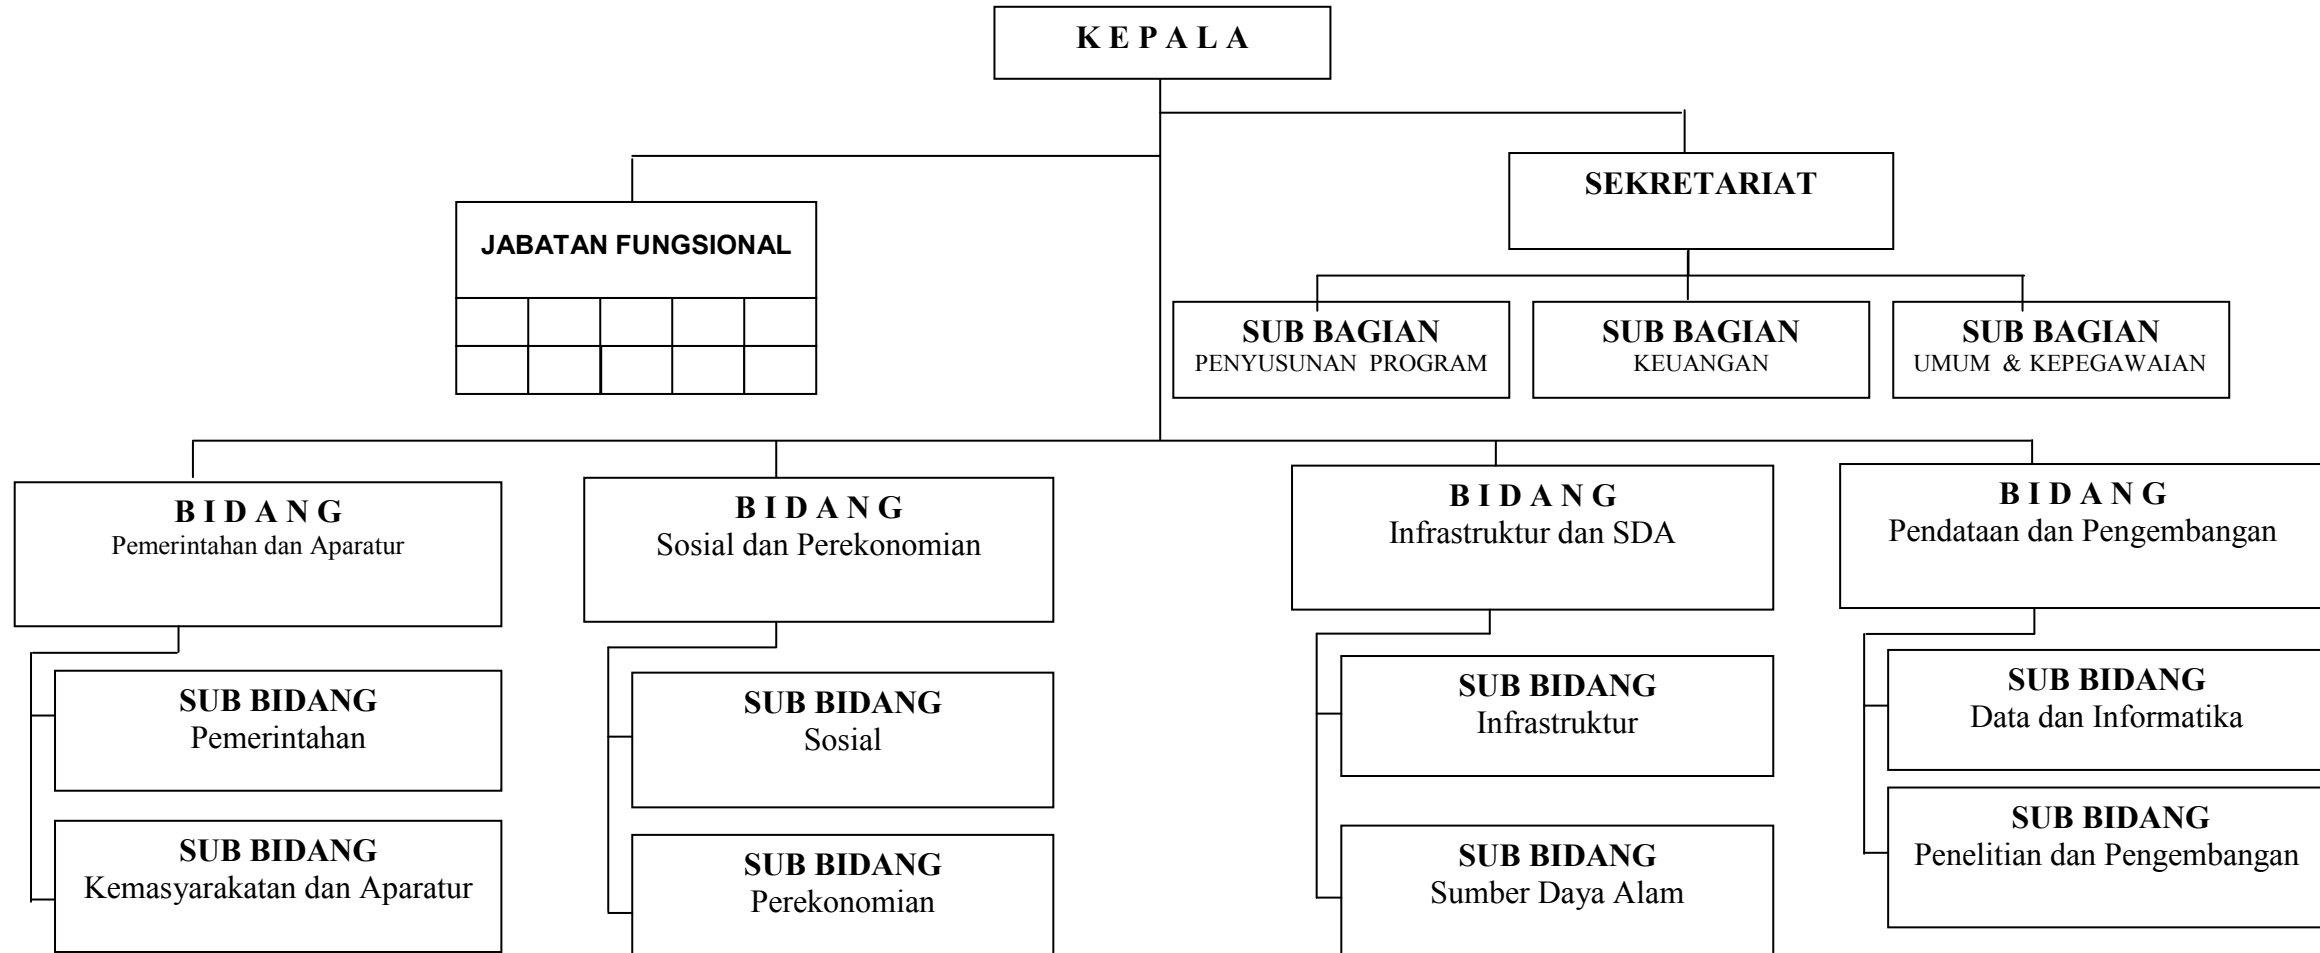 K E P A L A
SEKRETARIAT
JABATAN FUNGSIONAL
SUB BAGIAN
PENYUSUNAN PROGRAM
SUB BAGIAN
KEUANGAN
SUB BAGIAN
UMUM & KEPEGAWAIAN
B I D A N G
Pemerintahan dan Aparatur
B I D A N G
Sosial dan Perekonomian
B I D A N G
Infrastruktur dan SDA
B I D A N G
Pendataan dan Pengembangan
SUB BIDANG
Pemerintahan
SUB BIDANG
Sosial
SUB BIDANG
Infrastruktur
SUB BIDANG
Data dan Informatika
SUB BIDANG
Kemasyarakatan dan Aparatur
SUB BIDANG
Perekonomian
SUB BIDANG
Sumber Daya Alam
SUB BIDANG
Penelitian dan Pengembangan